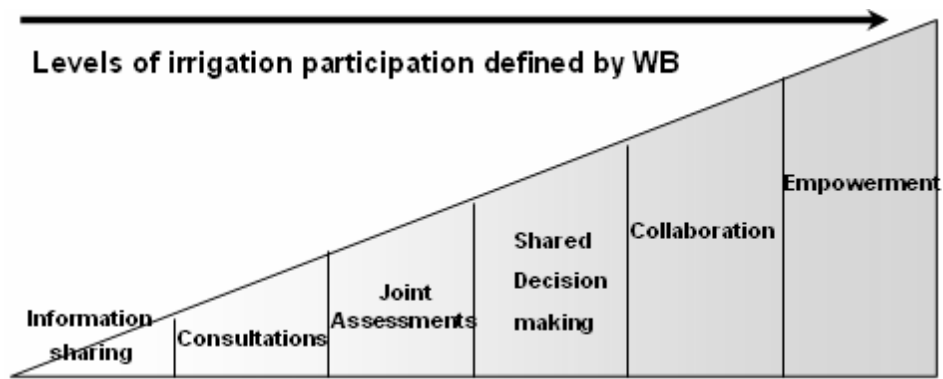 Levels of irrigation participation defined by WB
Information
sharing
Consultations
Joint
Assessments
Shared
Decision
making
Collaboration
Empowerment